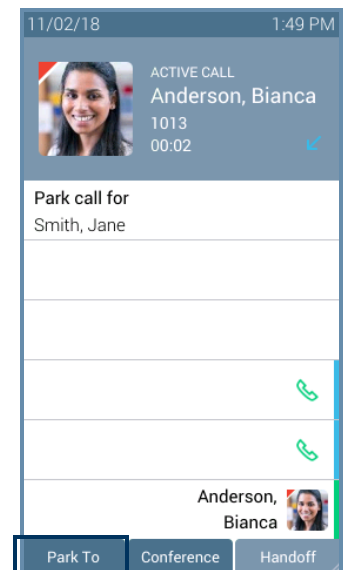 11/02/18 1:49 PM
ACTIVE CALL
Anderson, Bianca
1013
00:02
Park call for
Smith, Jane
Anderson,
Bianca
Park To Conference Handoff